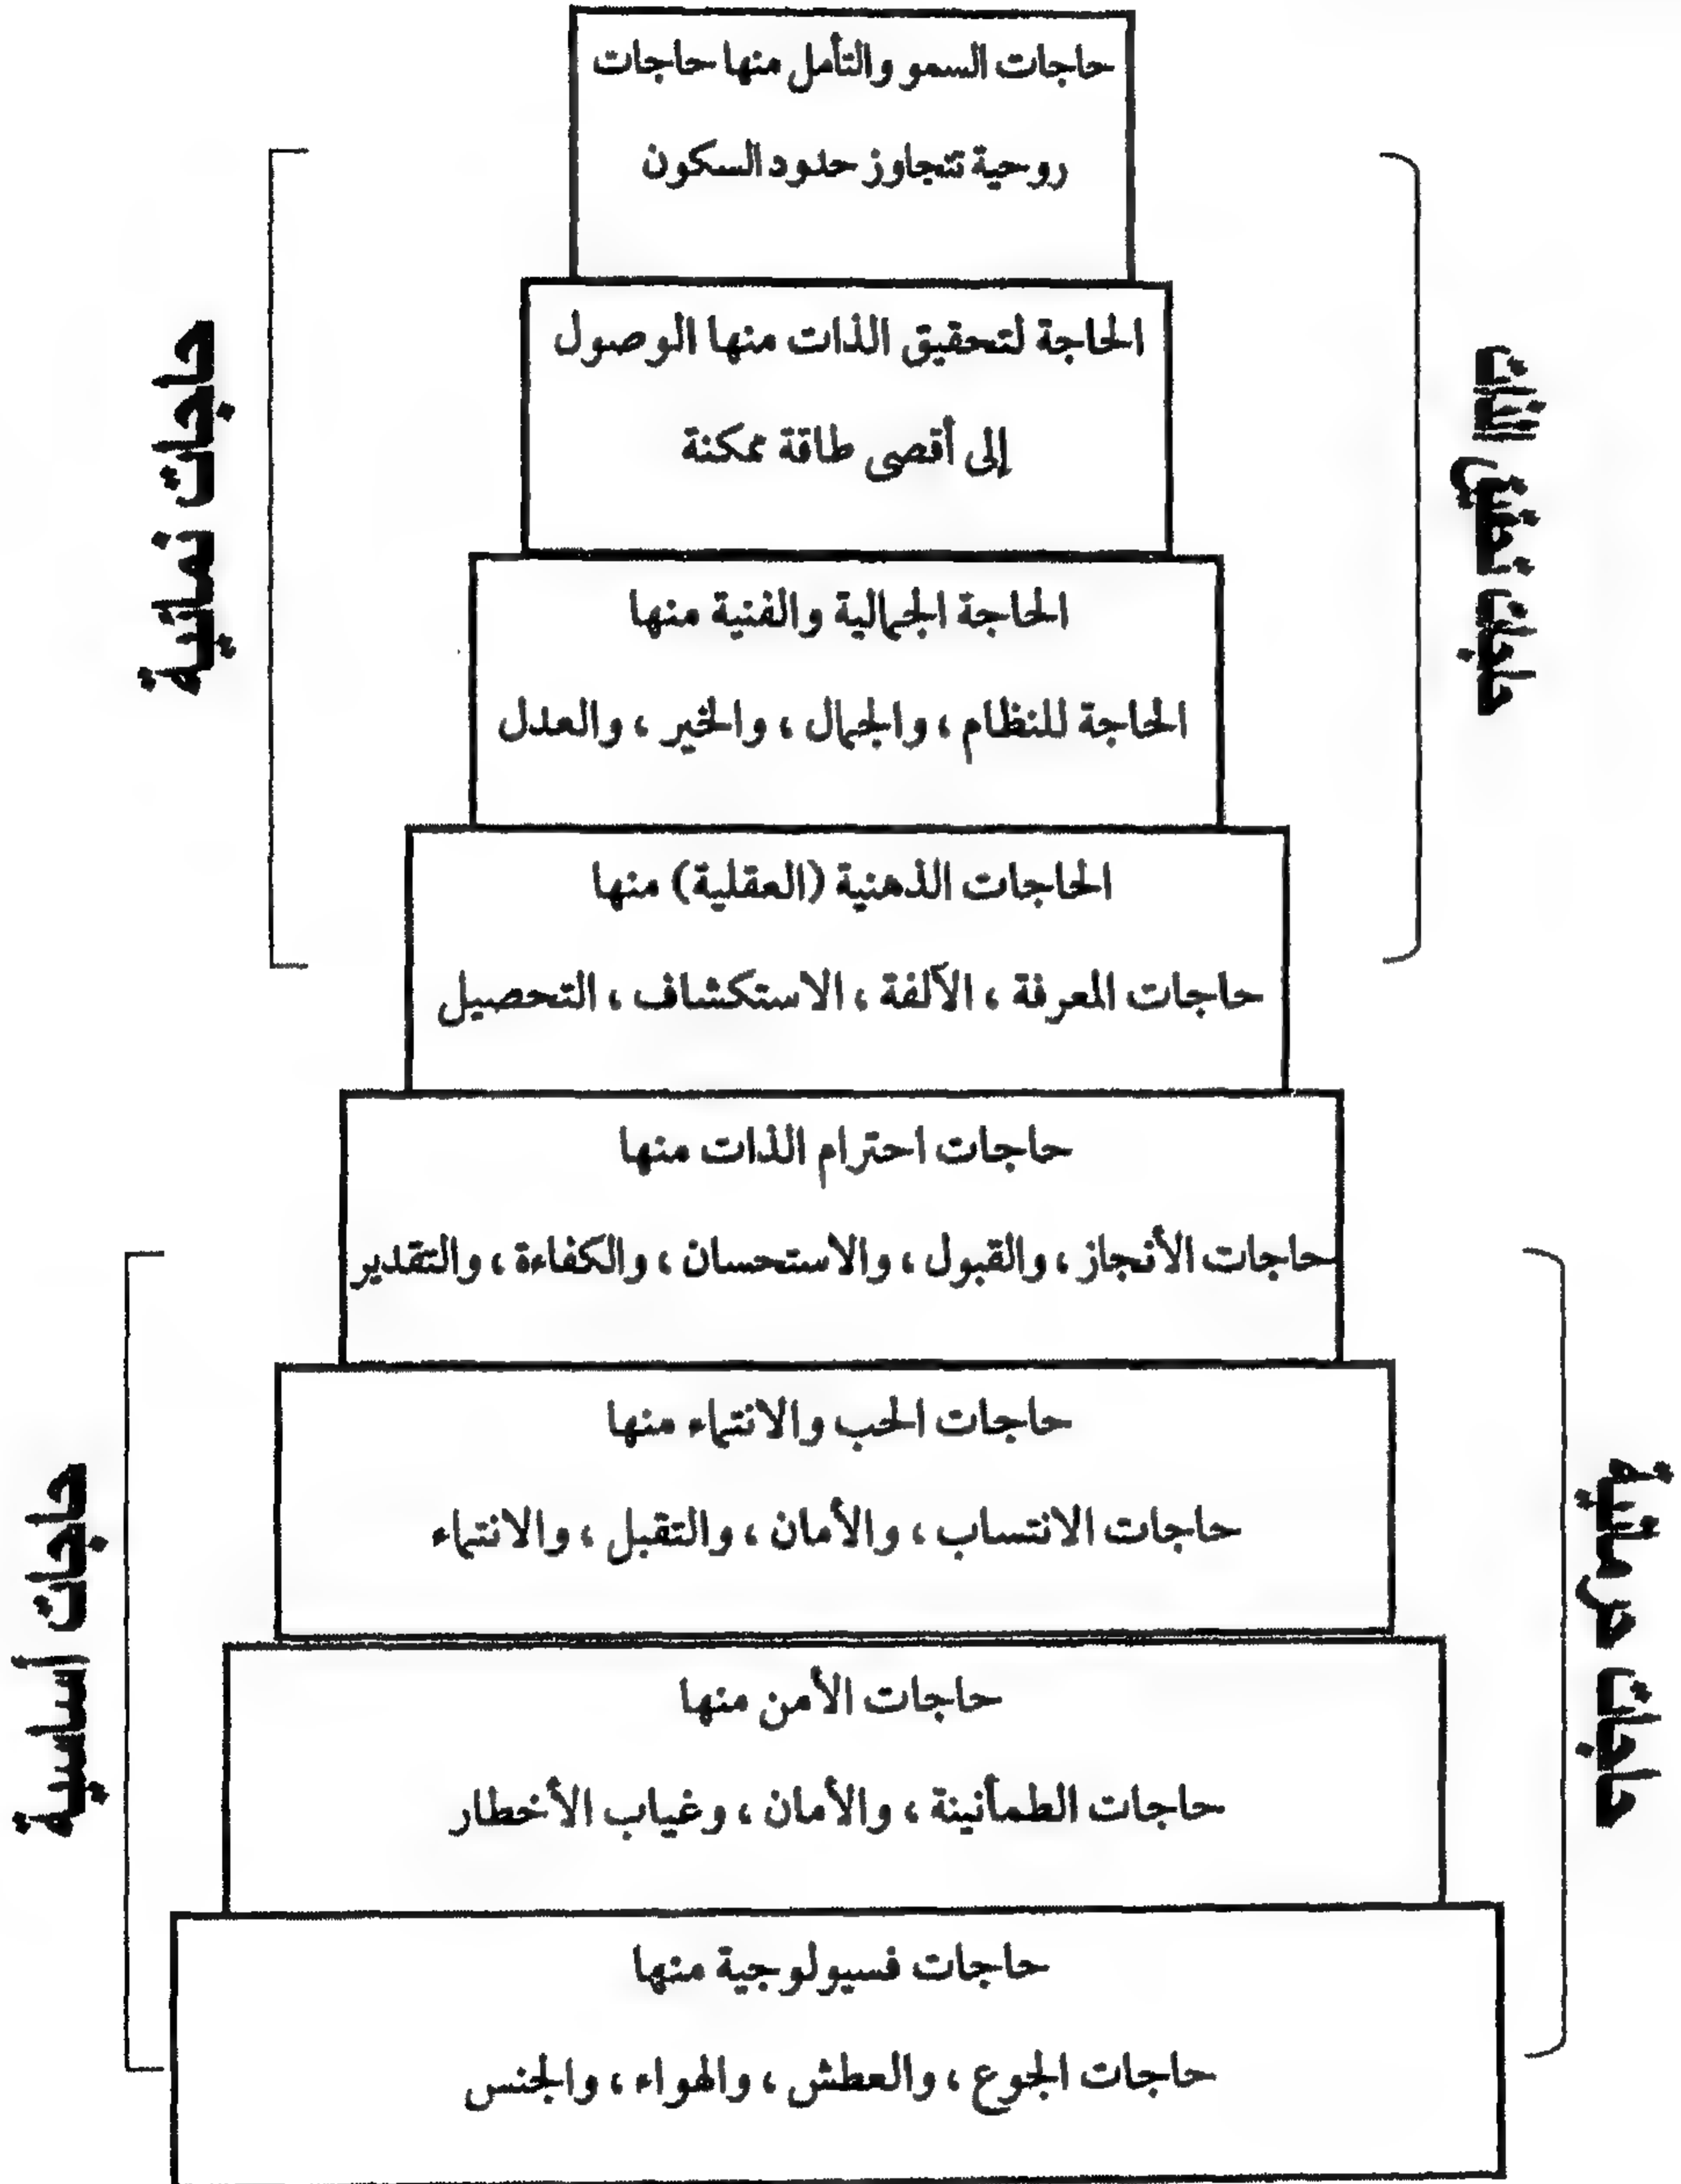 حاجات السمو والتأمل منها حاجات
روحية تتجاوز حدود السكون
الحاجة لتحقيق الذات منها الوصول
إلى أقصى طاقة ممكنة
الحاجة الجمالية والفنية منها
الحاجة للنظام ، والجمال ، والخير ، والعدل
الحاجات الذهنية (العقلية) منها
حاجات المعرفة ، الألفة ، الاستكشاف ، التحصيل
حاجات تحقيق الذات
حاجات نمائية
حاجات احترام الذات منها
حاجات الأنجاز ، والقبول ، والاستحسان ، والكفاءة ، والتقدير
حاجات الحب والانتماء منها
حاجات الانتساب ، والأمان ، والتقبل ، والانتماء
حاجات الأمن منها
حاجات الطمأنينة ، والأمان ، وغياب الأخطار
حاجات فسيولوجية منها
حاجات الجوع ، والعطش ، والهواء ، والجنس
حاجات حرمانية
حاجات أساسية